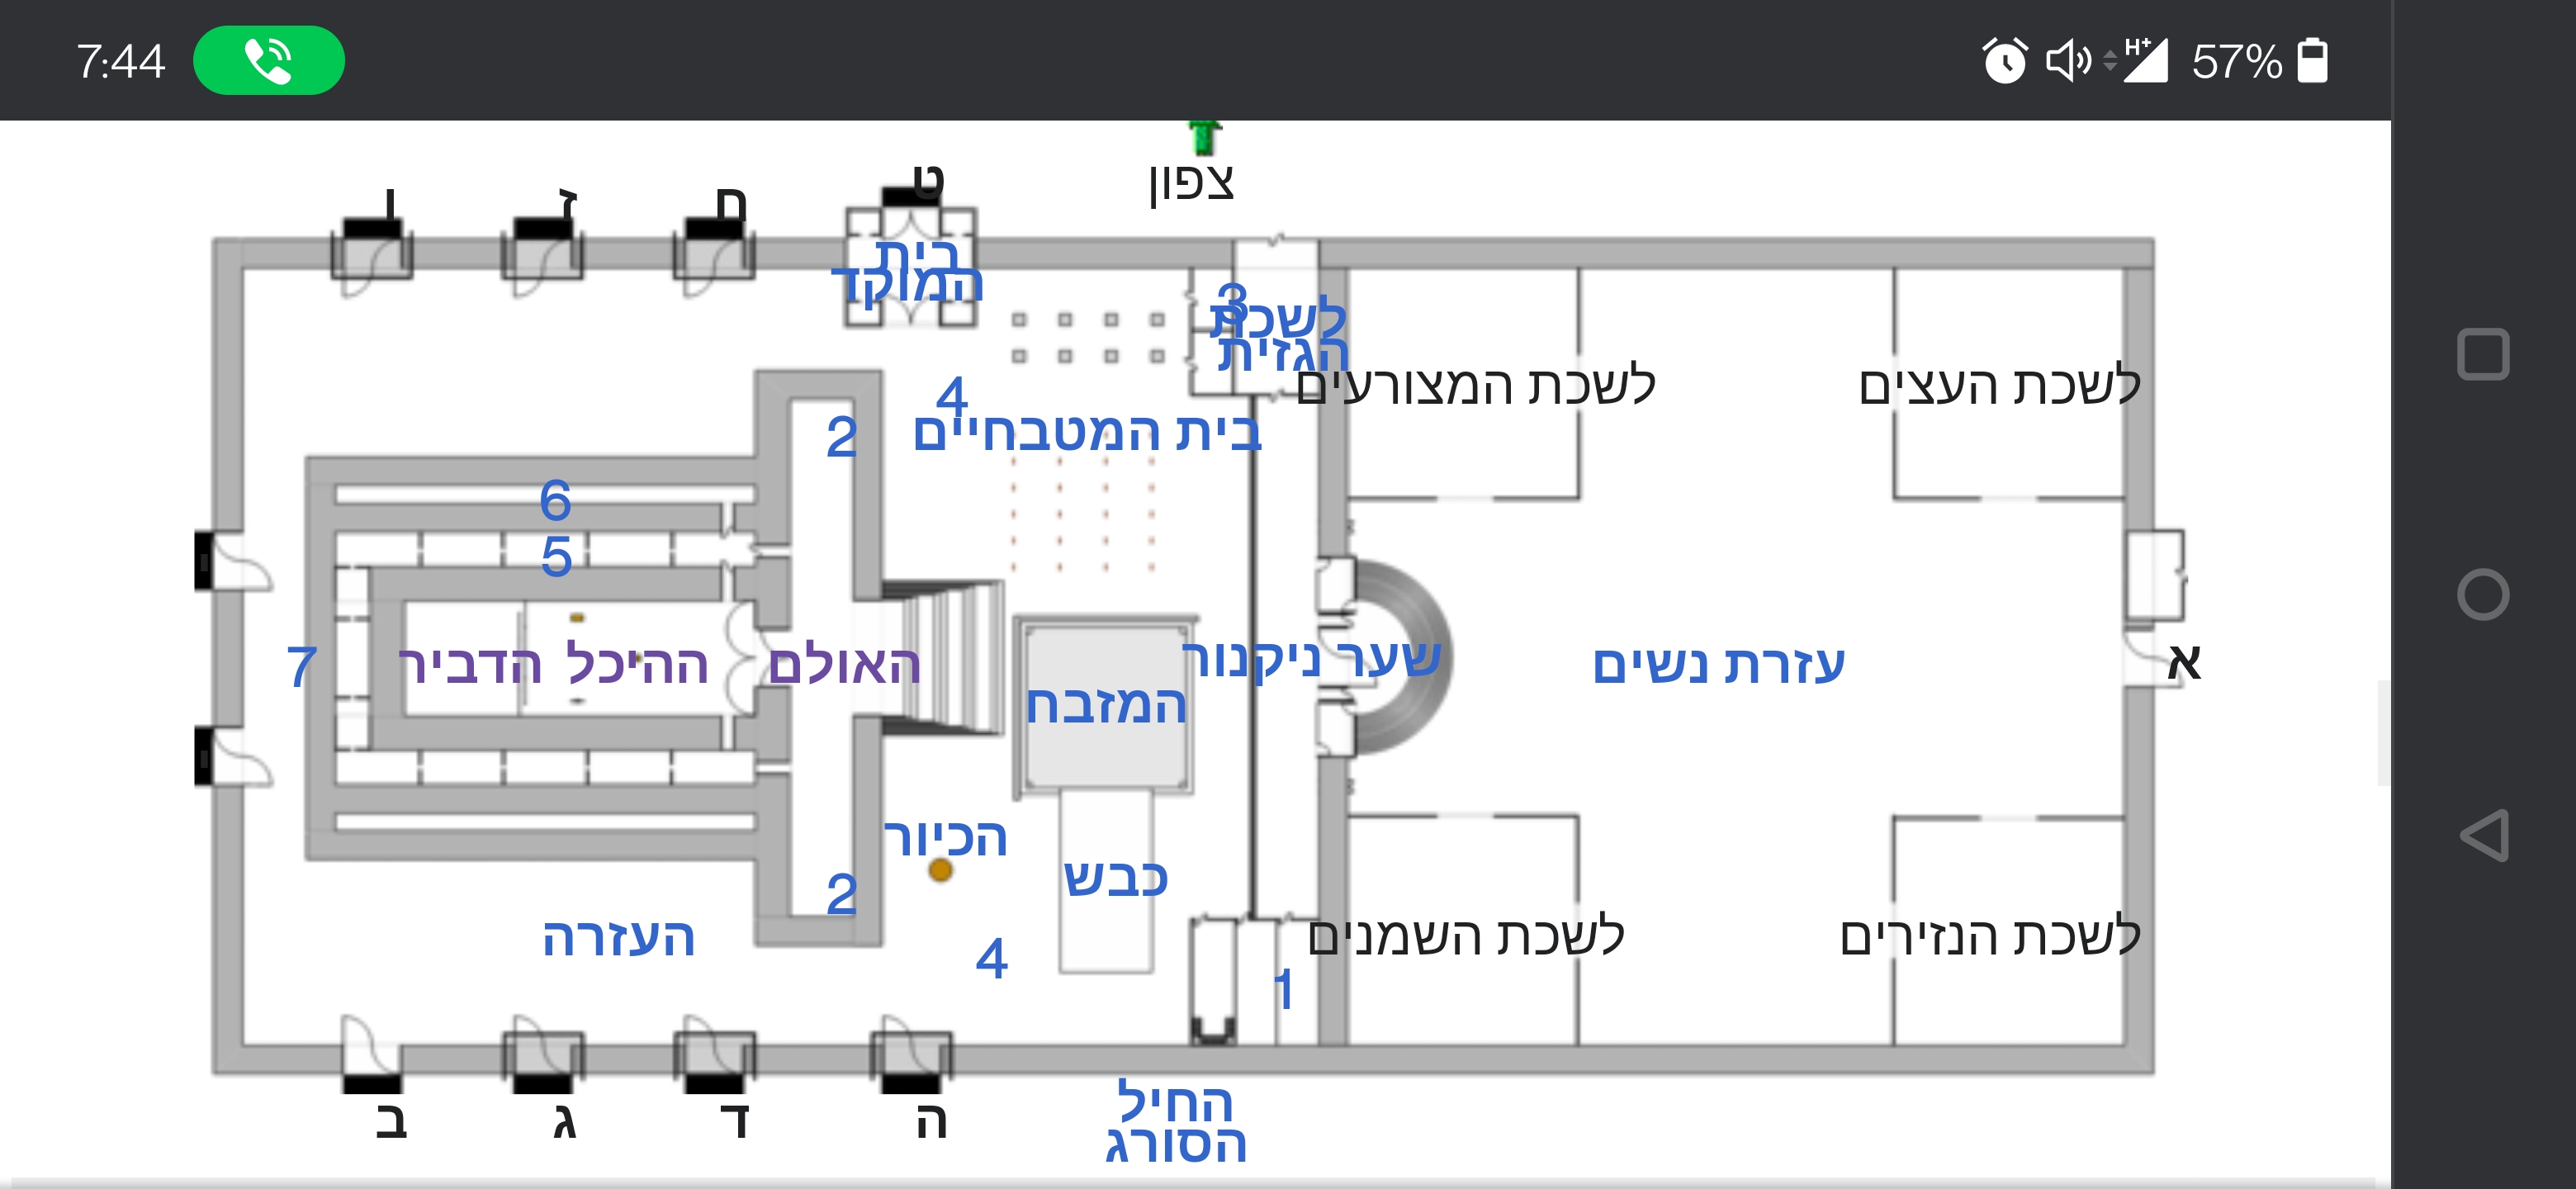 7:44
H+ 57%
צפון
ט
ח
ז
ו
בית
המוקד
3
לשכת
הגזית
לשכת העצים
לשכת המצורעים
4
2
בית המטבחיים
6
5
א
עזרת נשים
שער ניקנור
האולם
ההיכל
הדביר
7
המזבח
הכיור
כבש
2
לשכת הנזירים
לשכת השמנים
העזרה
4
1
החיל
הסורג
ה
ד
ג
ב